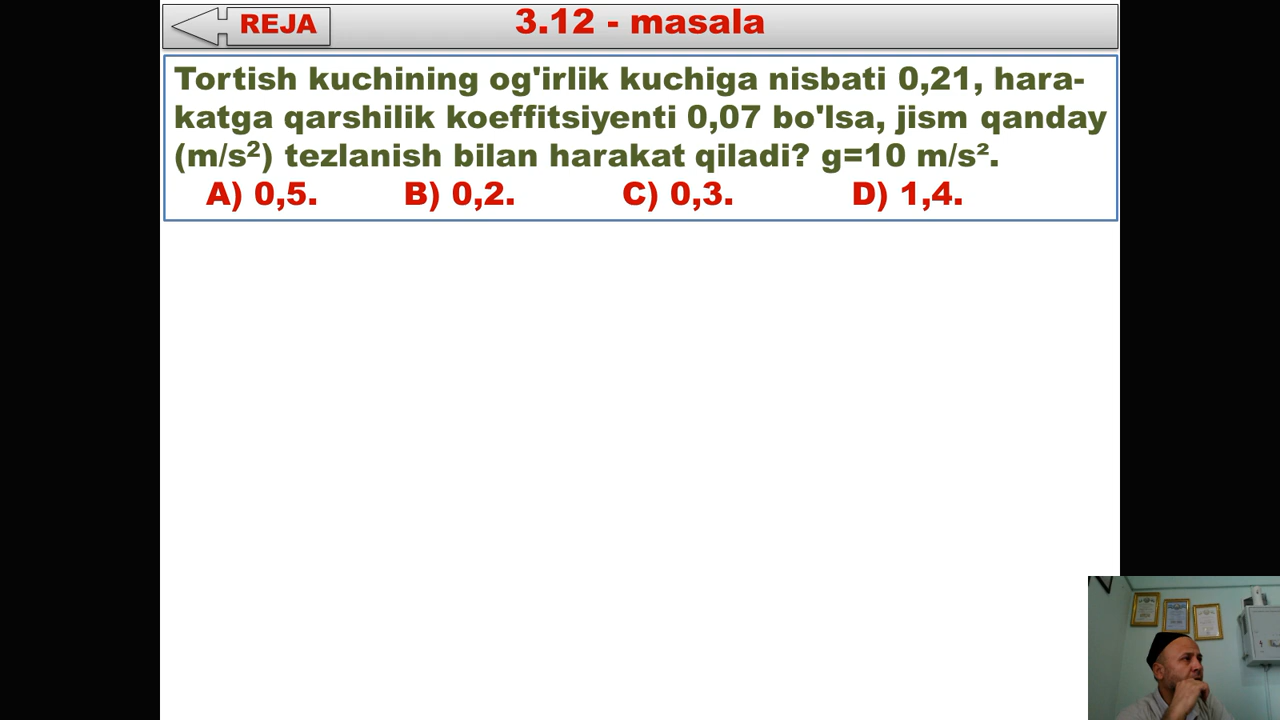 REJA
3.12 - masala
Tortish kuchining og'irlik kuchiga nisbati 0,21, hara-
katga qarshilik koeffitsiyenti 0,07 bo'lsa, jism qanday
(m/s²) tezlanish bilan harakat qiladi? g=10 m/s².
A) 0,5. B) 0,2. C) 0,3. D) 1,4.